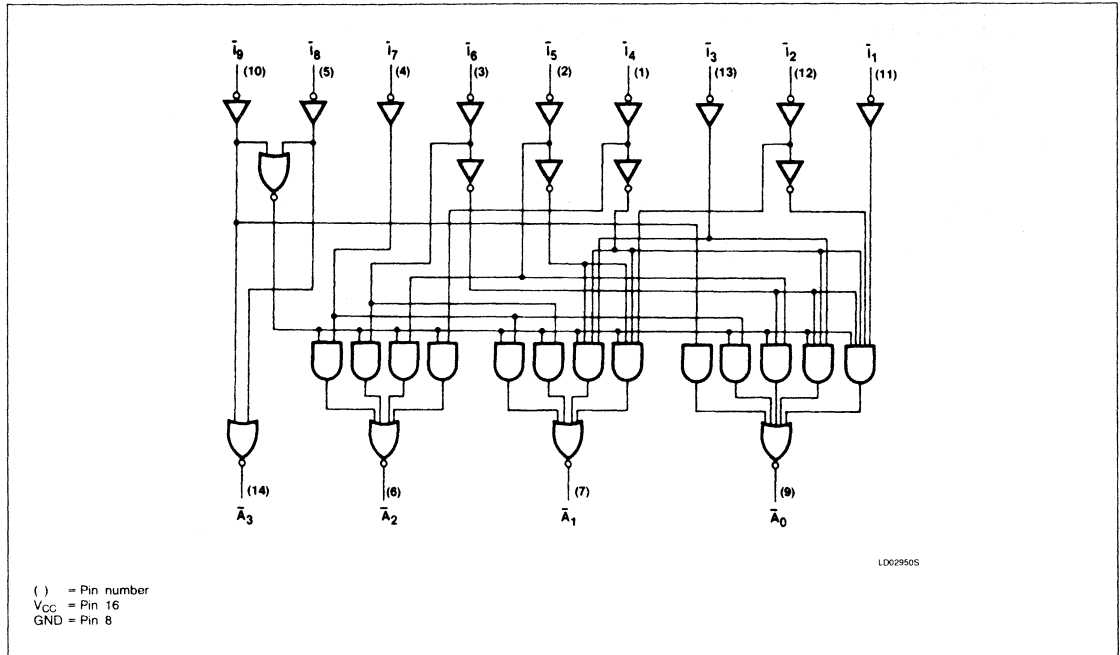 Ī₉ Ī₈ Ī₇ Ī₆ Ī₅ Ī₄ Ī₃ Ī₂ Ī₁
(10) (5) (4) (3) (2) (1) (13) (12) (11)
(14) (6) (7) (9)
Ā₃ Ā₂ Ā₁ Ā₀
LD02950S
( ) = Pin number
V_CC = Pin 16
GND = Pin 8